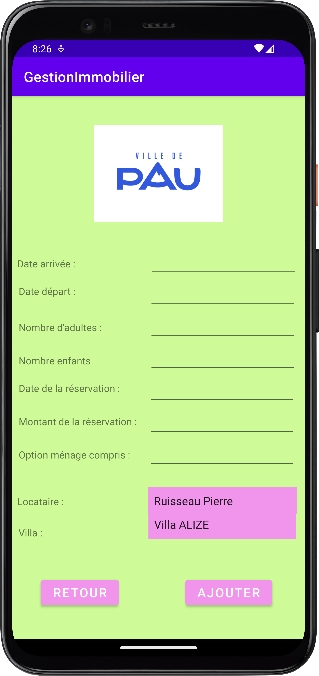 8:26
GestionImmobilier
VILLE DE
PAU
Date arrivée :
Date départ :
Nombre d'adultes :
Nombre enfants
Date de la réservation :
Montant de la réservation :
Option ménage compris :
Locataire :
Ruisseau Pierre
Villa :
Villa ALIZE
RETOUR
AJOUTER